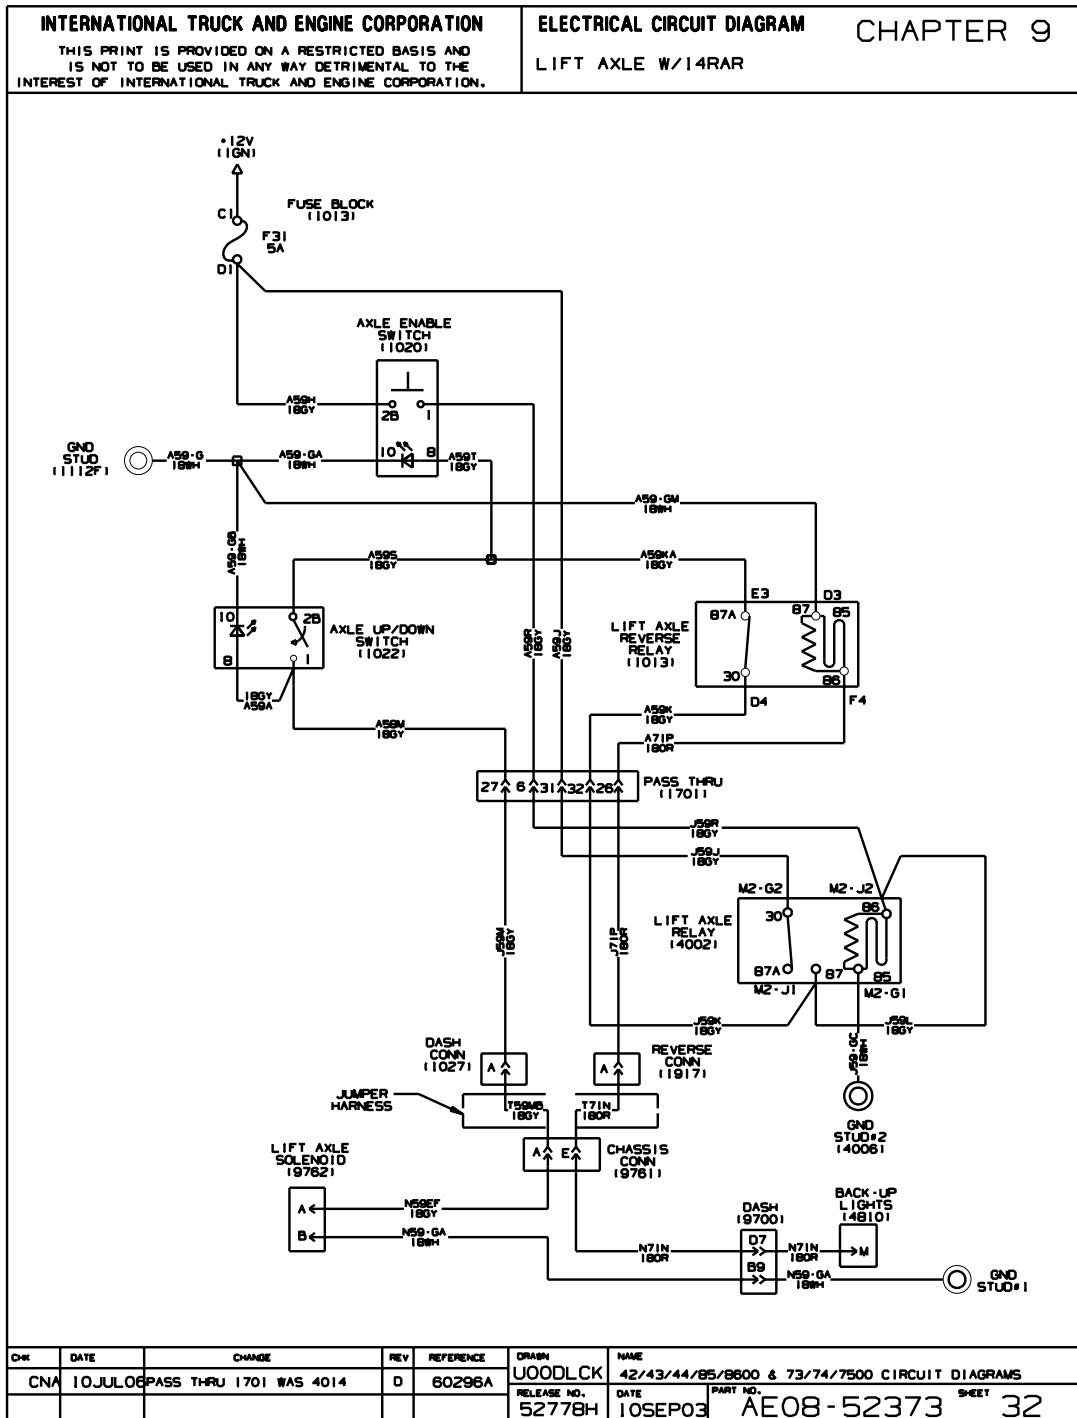 INTERNATIONAL TRUCK AND ENGINE CORPORATION
THIS PRINT IS PROVIDED ON A RESTRICTED BASIS AND
IS NOT TO BE USED IN ANY WAY DETRIMENTAL TO THE
INTEREST OF INTERNATIONAL TRUCK AND ENGINE CORPORATION.
ELECTRICAL CIRCUIT DIAGRAM
CHAPTER 9
LIFT AXLE W/14RAR
+12V
(IGN)
C1
FUSE BLOCK
(1013)
F31
5A
D1
AXLE ENABLE
SWITCH
(1020)
A59H
18GY
2B
1
GND
STUD
(1112F)
A59-G
18WH
A59-GA
18WH
10
8
A59T
18GY
A59-GM
18WH
A59-GB
18WH
A59S
18GY
A59KA
18GY
E3
D3
10
2B
8
1
AXLE UP/DOWN
SWITCH
(1022)
A59R
18GY
A59J
18GY
LIFT AXLE
REVERSE
RELAY
(1013)
87A
87
85
30
86
D4
F4
18GY
A59A
A59M
18GY
A59K
18GY
A71P
18OR
27
6
31
32
26
PASS THRU
(1701)
J59R
18GY
J59J
18GY
M2-G2
M2-J2
LIFT AXLE
RELAY
(4002)
30
86
87A
87
85
M2-J1
M2-G1
J59M
18GY
J71P
18OR
J59K
18GY
J59L
18GY
J59-GC
18WH
DASH
CONN
(1027)
A
A
REVERSE
CONN
(1917)
JUMPER
HARNESS
T59MB
18GY
T71N
18OR
GND
STUD#2
(4006)
LIFT AXLE
SOLENOID
(9762)
A
E
CHASSIS
CONN
(9761)
A
B
N59EF
18GY
N59-GA
18WH
DASH
(9700)
BACK-UP
LIGHTS
(4810)
N71N
18OR
D7
B9
N71N
18OR
M
N59-GA
18WH
GND
STUD#1
CHK
DATE
CHANGE
REV
REFERENCE
CNA
10JUL06
PASS THRU 1701 WAS 4014
D
60296A
DRAWN
UOODLCK
NAME
42/43/44/85/8600 & 73/74/7500 CIRCUIT DIAGRAMS
RELEASE NO.
52778H
DATE
10SEP03
PART NO.
AE08-52373
SHEET
32